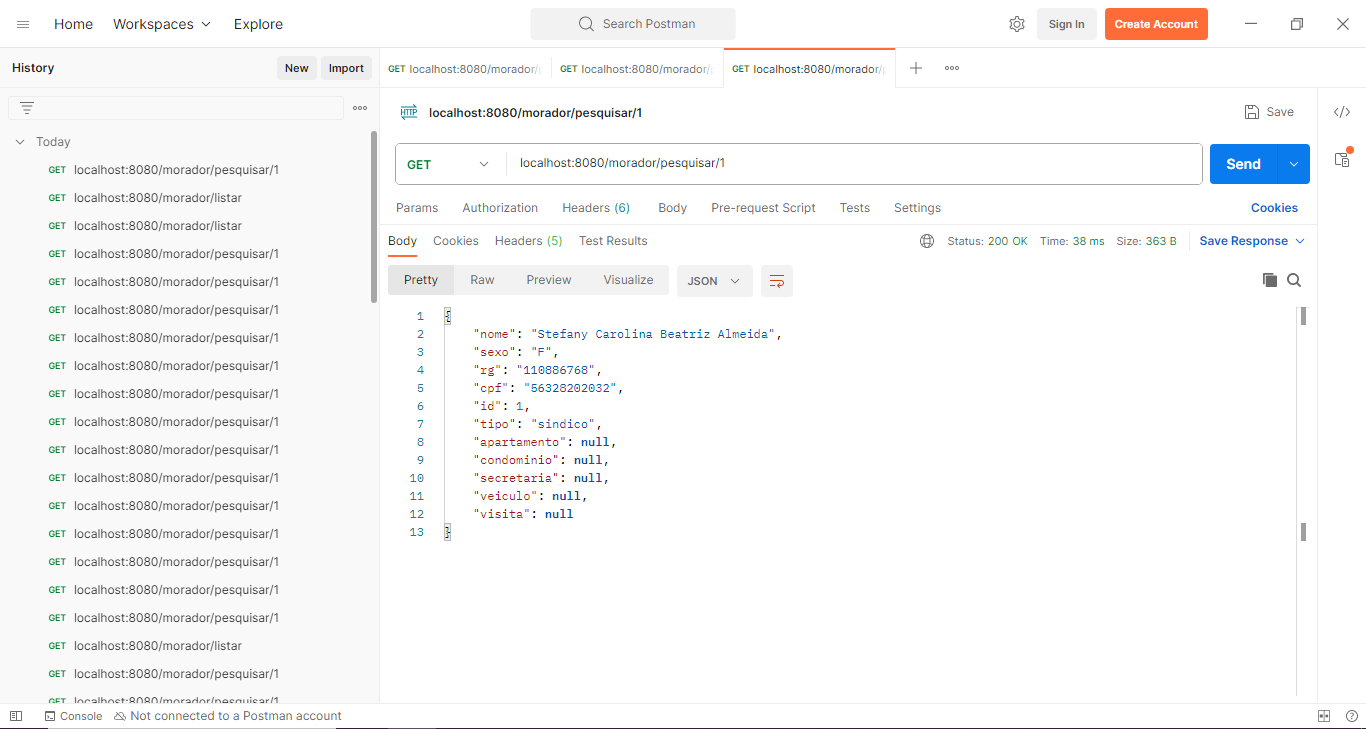 Home Workspaces Explore Search Postman Sign In Create Account
History New Import
GET localhost:8080/morador/ GET localhost:8080/morador/ GET localhost:8080/morador/
HTTP localhost:8080/morador/pesquisar/1 Save
GET localhost:8080/morador/pesquisar/1 Send
Params Authorization Headers (6) Body Pre-request Script Tests Settings Cookies
Body Cookies Headers (5) Test Results Status: 200 OK Time: 38 ms Size: 363 B Save Response
Pretty Raw Preview Visualize JSON
1 {
2 "nome": "Stefany Carolina Beatriz Almeida",
3 "sexo": "F",
4 "rg": "110886768",
5 "cpf": "56328202032",
6 "id": 1,
7 "tipo": "sindico",
8 "apartamento": null,
9 "condominio": null,
10 "secretaria": null,
11 "veiculo": null,
12 "visita": null
13 }
Today
GET localhost:8080/morador/pesquisar/1
GET localhost:8080/morador/listar
GET localhost:8080/morador/listar
GET localhost:8080/morador/pesquisar/1
GET localhost:8080/morador/pesquisar/1
GET localhost:8080/morador/pesquisar/1
GET localhost:8080/morador/pesquisar/1
GET localhost:8080/morador/pesquisar/1
GET localhost:8080/morador/pesquisar/1
GET localhost:8080/morador/pesquisar/1
GET localhost:8080/morador/pesquisar/1
GET localhost:8080/morador/pesquisar/1
GET localhost:8080/morador/pesquisar/1
GET localhost:8080/morador/pesquisar/1
GET localhost:8080/morador/pesquisar/1
GET localhost:8080/morador/pesquisar/1
GET localhost:8080/morador/pesquisar/1
GET localhost:8080/morador/listar
GET localhost:8080/morador/pesquisar/1
GET localhost:8080/morador/pesquisar/1
Console Not connected to a Postman account